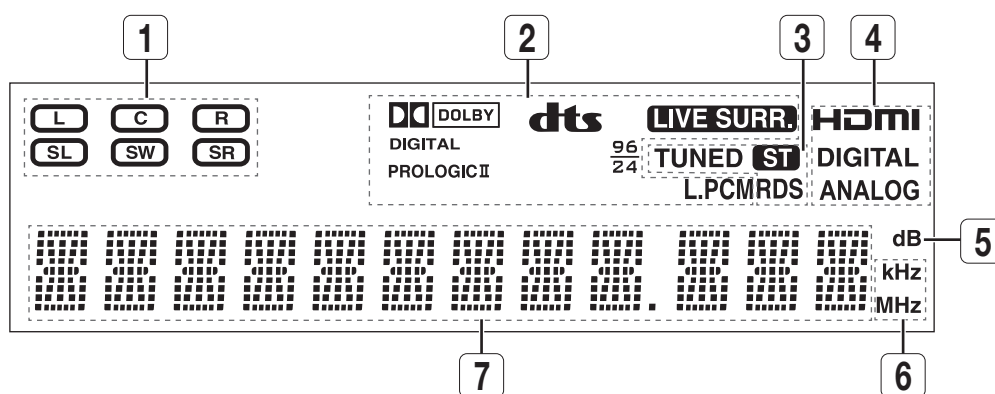 1 2 3 4
L C R
SL SW SR
DOLBY
DIGITAL
PROLOGIC II
dts
96
24
LIVE SURR.
TUNED ST
L.PCM RDS
HDMI
DIGITAL
ANALOG
dB 5
kHz
MHz
7 6